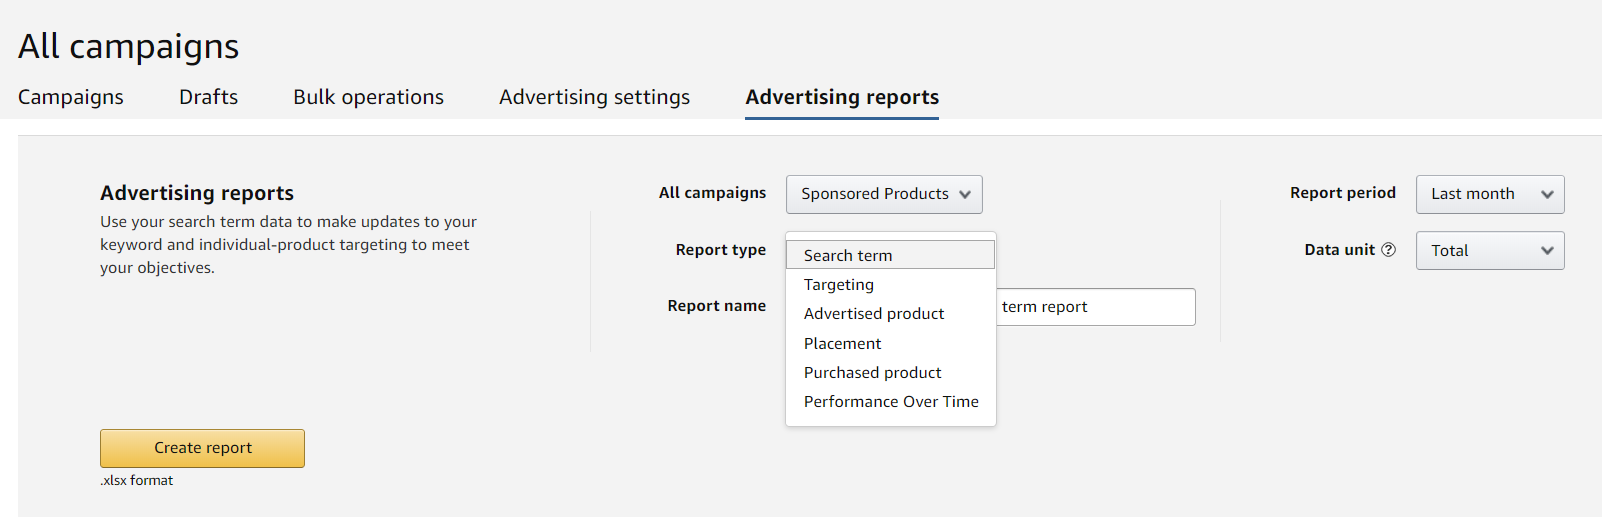 All campaigns
Campaigns Drafts Bulk operations Advertising settings Advertising reports
Advertising reports
Use your search term data to make updates to your
keyword and individual-product targeting to meet
your objectives.
Create report
.xlsx format
All campaigns Sponsored Products
Report type
Search term
Targeting
Advertised product
Placement
Purchased product
Performance Over Time
Report name term report
Report period Last month
Data unit ? Total